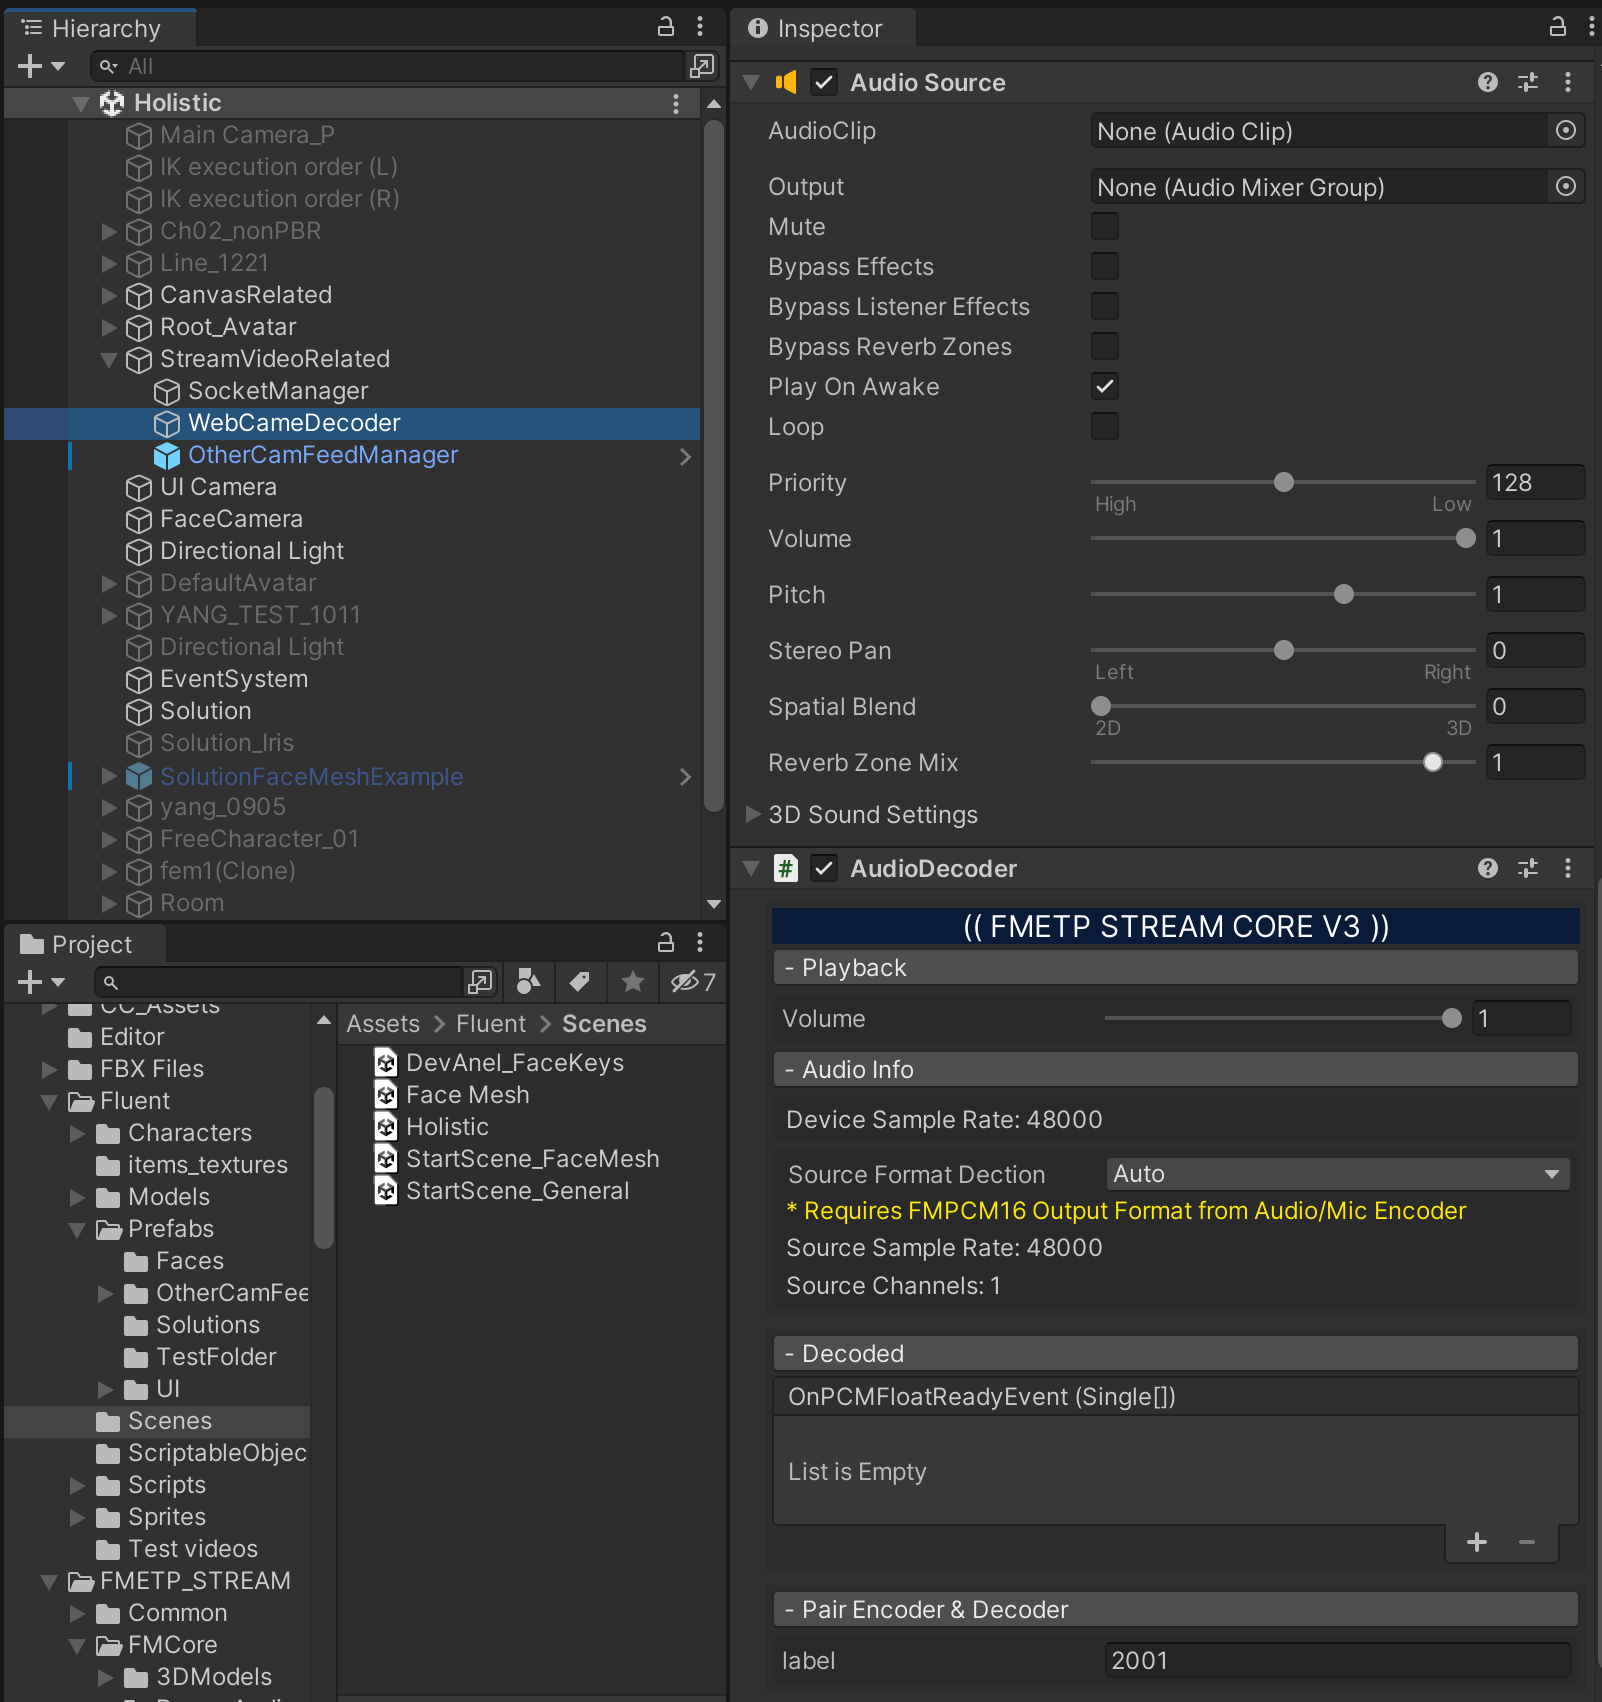 Hierarchy
All
Holistic
Main Camera_P
IK execution order (L)
IK execution order (R)
Ch02_nonPBR
Line_1221
CanvasRelated
Root_Avatar
StreamVideoRelated
SocketManager
WebCameDecoder
OtherCamFeedManager
UI Camera
FaceCamera
Directional Light
DefaultAvatar
YANG_TEST_1011
Directional Light
EventSystem
Solution
Solution_Iris
SolutionFaceMeshExample
yang_0905
FreeCharacter_01
fem1(Clone)
Room
Project
7
CC_Assets
Editor
FBX Files
Fluent
Characters
items_textures
Models
Prefabs
Faces
OtherCamFee
Solutions
TestFolder
UI
Scenes
ScriptableObjec
Scripts
Sprites
Test videos
FMETP_STREAM
Common
FMCore
3DModels
Assets > Fluent > Scenes
DevAnel_FaceKeys
Face Mesh
Holistic
StartScene_FaceMesh
StartScene_General
Inspector
Audio Source
AudioClip None (Audio Clip)
Output None (Audio Mixer Group)
Mute
Bypass Effects
Bypass Listener Effects
Bypass Reverb Zones
Play On Awake
Loop
Priority 128
High Low
Volume 1
Pitch 1
Stereo Pan 0
Left Right
Spatial Blend 0
2D 3D
Reverb Zone Mix 1
3D Sound Settings
# AudioDecoder
(( FMETP STREAM CORE V3 ))
- Playback
Volume 1
- Audio Info
Device Sample Rate: 48000
Source Format Dection Auto
* Requires FMPCM16 Output Format from Audio/Mic Encoder
Source Sample Rate: 48000
Source Channels: 1
- Decoded
OnPCMFloatReadyEvent (Single[])
List is Empty
+ −
- Pair Encoder & Decoder
label 2001